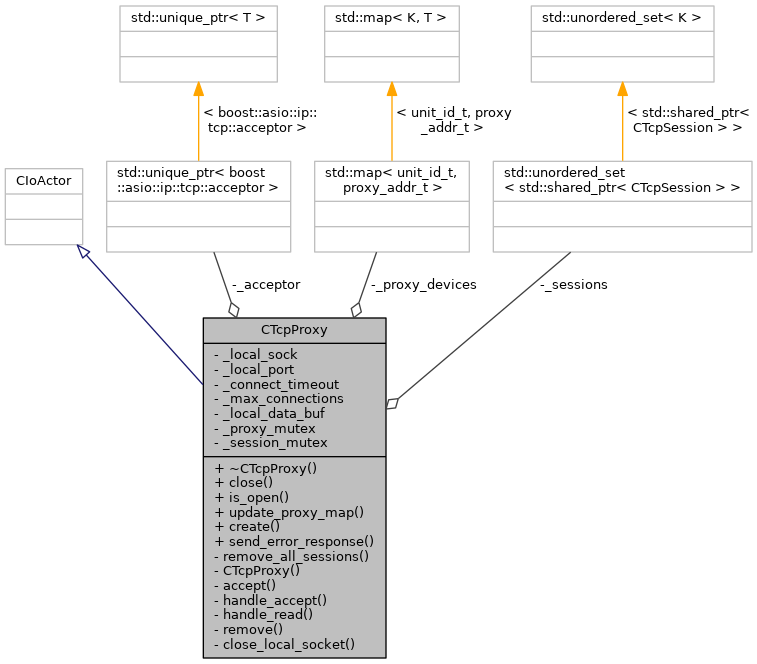 std::unique_ptr< T >
std::map< K, T >
std::unordered_set< K >
< boost::asio::ip::
tcp::acceptor >
< unit_id_t, proxy
_addr_t >
< std::shared_ptr<
CTcpSession > >
CIoActor
std::unique_ptr< boost
::asio::ip::tcp::acceptor >
std::map< unit_id_t,
proxy_addr_t >
std::unordered_set
< std::shared_ptr< CTcpSession > >
-_acceptor
-_proxy_devices
-_sessions
CTcpProxy
- _local_sock
- _local_port
- _connect_timeout
- _max_connections
- _local_data_buf
- _proxy_mutex
- _session_mutex
+ ~CTcpProxy()
+ close()
+ is_open()
+ update_proxy_map()
+ create()
+ send_error_response()
- remove_all_sessions()
- CTcpProxy()
- accept()
- handle_accept()
- handle_read()
- remove()
- close_local_socket()